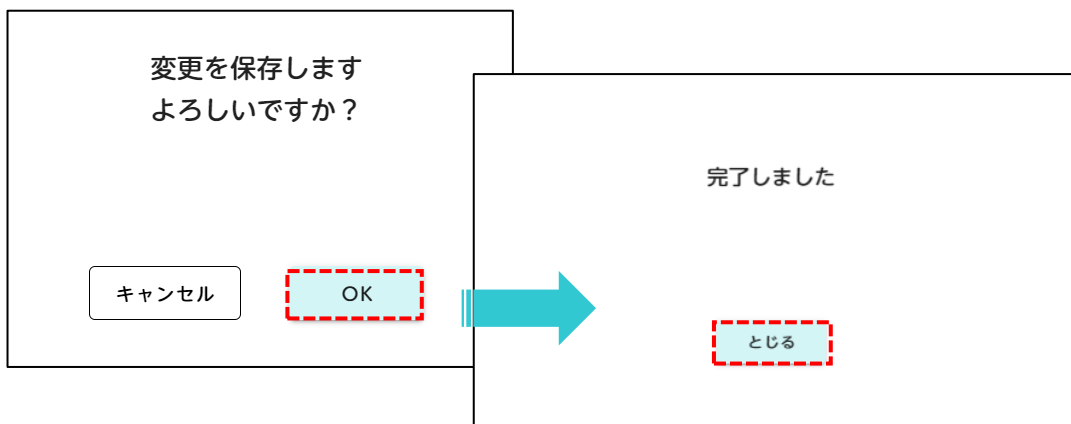 変更を保存します
よろしいですか？
キャンセル
OK
完了しました
とじる